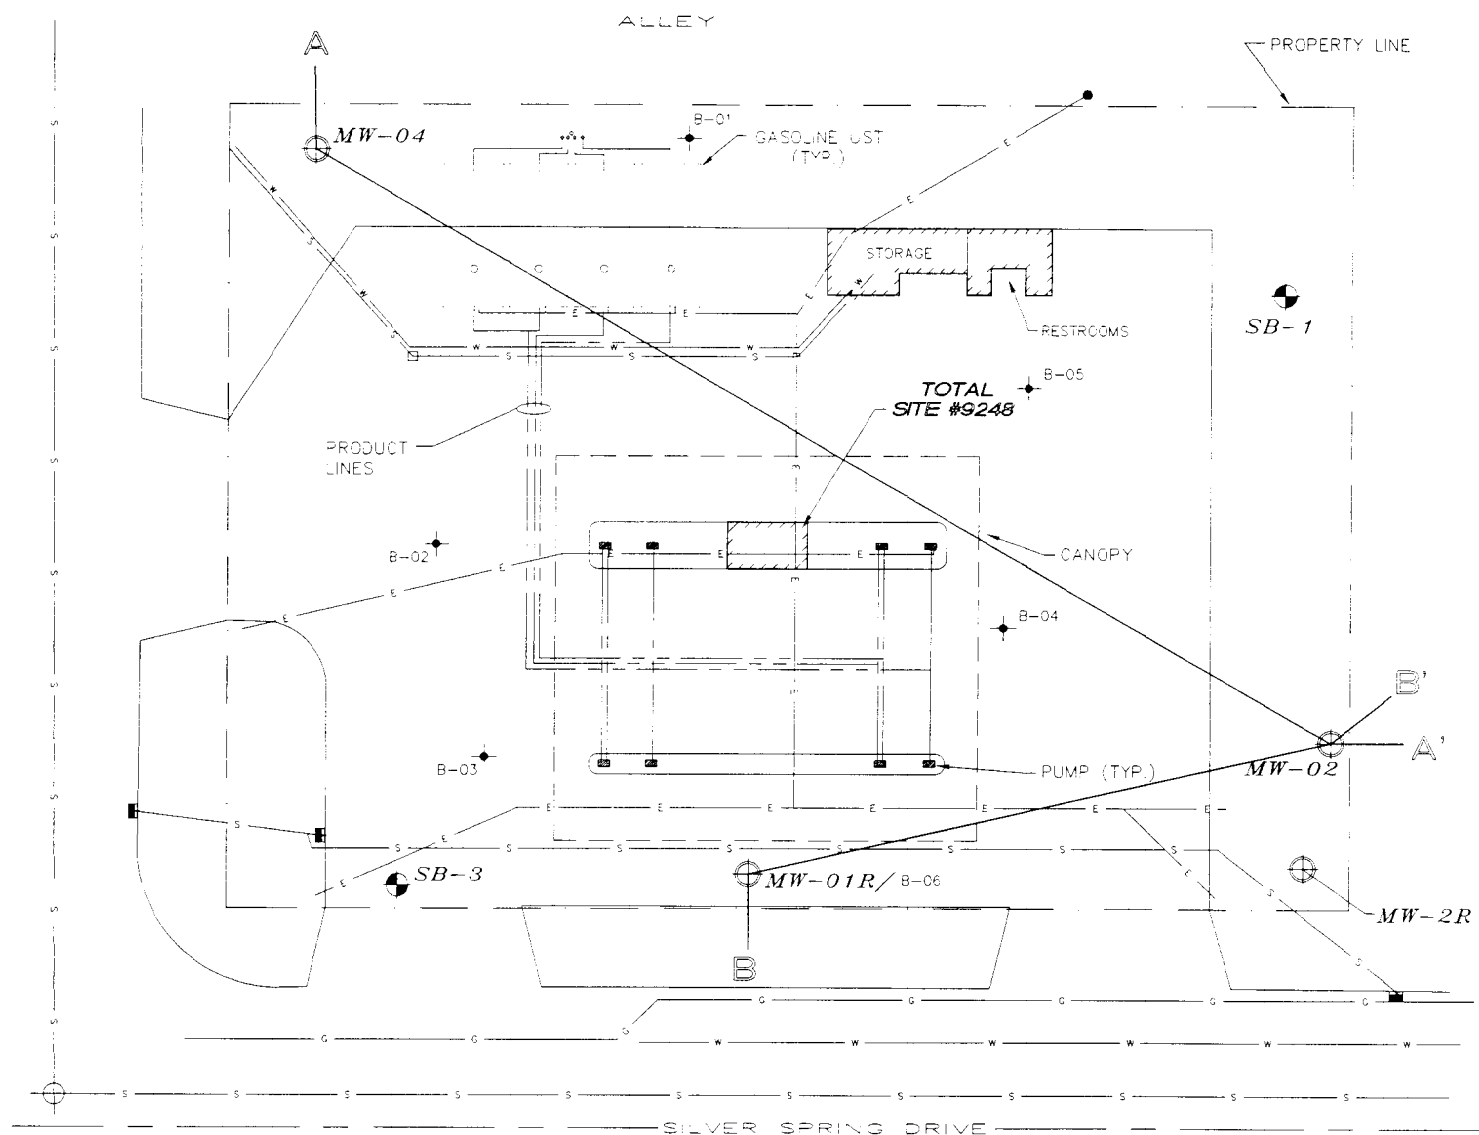 ALLEY
A
PROPERTY LINE
B-01
MW-04
GASOLINE UST
(TYP.)
STORAGE
SB-1
RESTROOMS
B-05
TOTAL
SITE #9248
PRODUCT
LINES
B-02
CANOPY
B-04
B'
A'
MW-02
B-03
PUMP (TYP.)
SB-3
MW-01R/ B-06
MW-2R
B
SILVER SPRING DRIVE